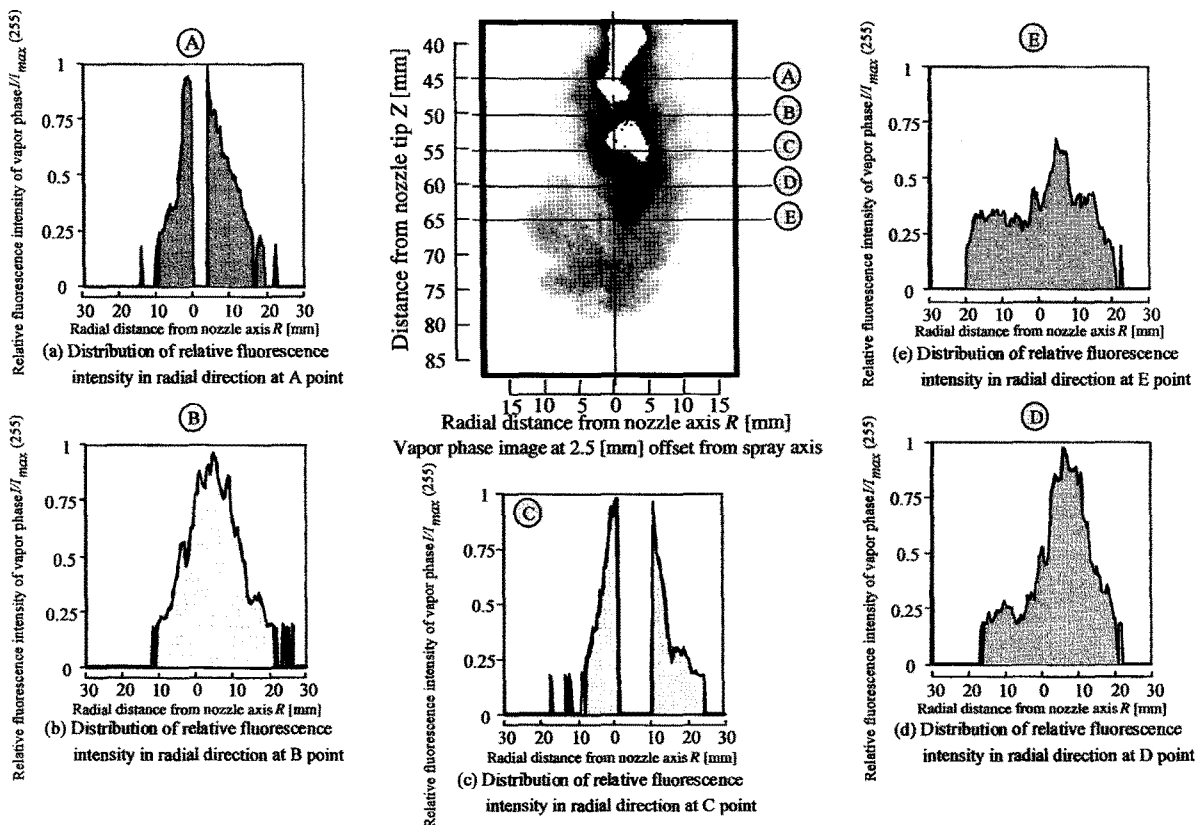 Relative fluorescence intensity of vapor phase I/I max (255)
A
1
0.75
0.5
0.25
0
30 20 10 0 10 20 30
Radial distance from nozzle axis R [mm]
(a) Distribution of relative fluorescence
intensity in radial direction at A point
Distance from nozzle tip Z [mm]
40
45
50
55
60
65
70
75
80
85
A
B
C
D
E
15 10 5 0 5 10 15
Radial distance from nozzle axis R [mm]
Vapor phase image at 2.5 [mm] offset from spray axis
Relative fluorescence intensity of vapor phase I/I max (255)
E
1
0.75
0.5
0.25
0
30 20 10 0 10 20 30
Radial distance from nozzle axis R [mm]
(e) Distribution of relative fluorescence
intensity in radial direction at E point
Relative fluorescence intensity of vapor phase I/I max (255)
B
1
0.75
0.5
0.25
0
30 20 10 0 10 20 30
Radial distance from nozzle axis R [mm]
(b) Distribution of relative fluorescence
intensity in radial direction at B point
Relative fluorescence intensity of vapor phase I/I max (255)
C
1
0.75
0.5
0.25
0
30 20 10 0 10 20 30
Radial distance from nozzle axis R [mm]
(c) Distribution of relative fluorescence
intensity in radial direction at C point
Relative fluorescence intensity of vapor phase I/I max (255)
D
1
0.75
0.5
0.25
0
30 20 10 0 10 20 30
Radial distance from nozzle axis R [mm]
(d) Distribution of relative fluorescence
intensity in radial direction at D point